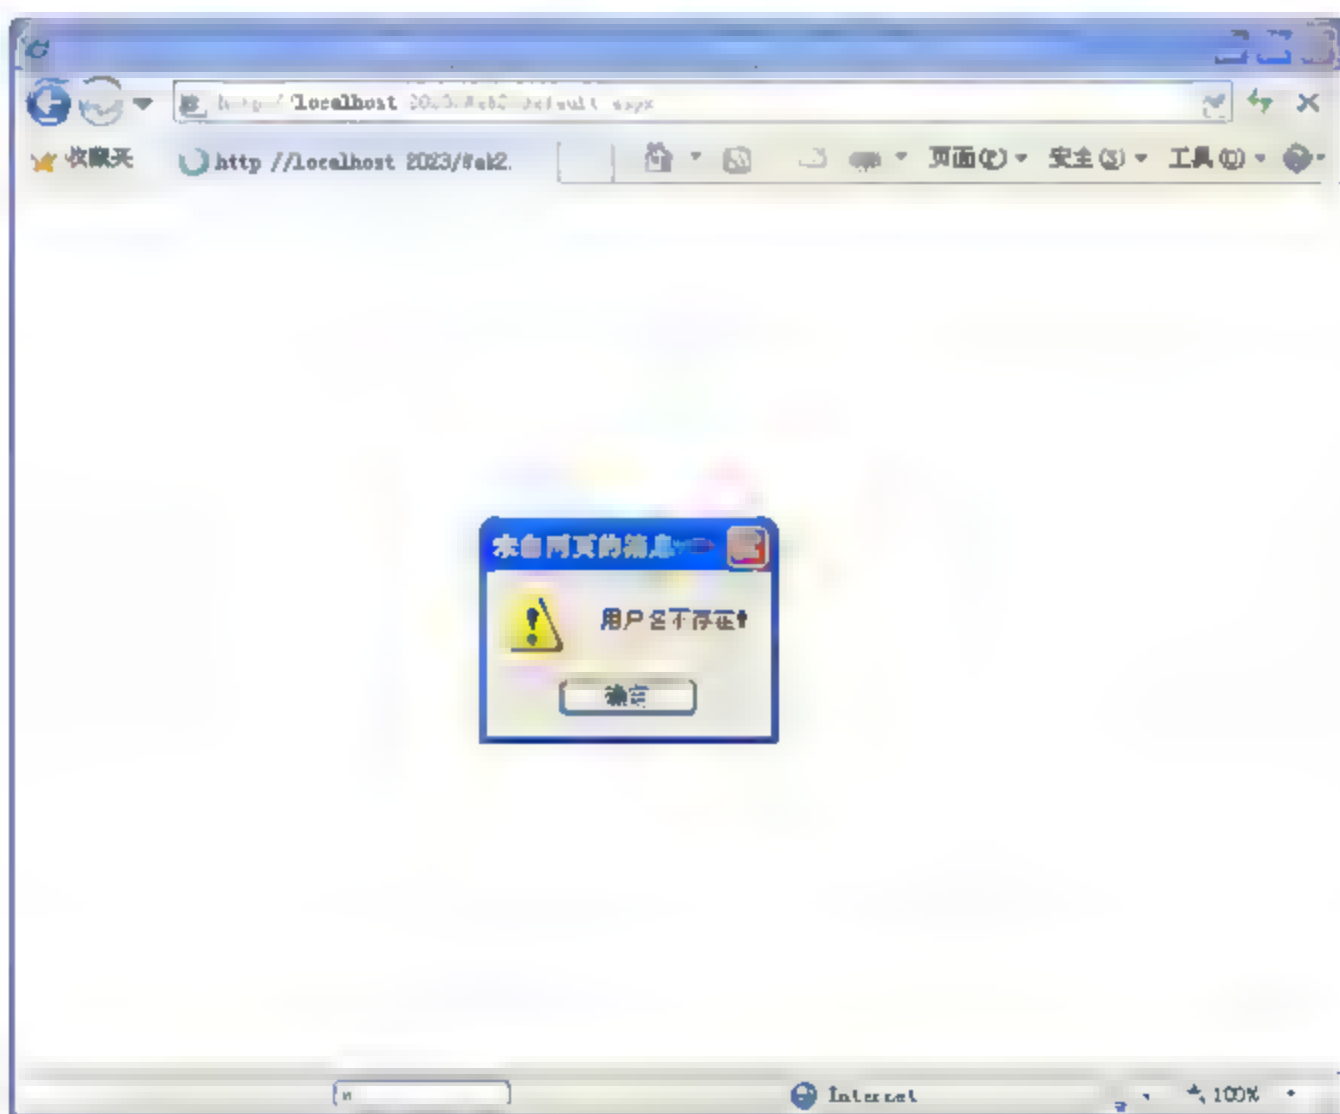 localhost
收藏夹 http //localhost 2023/Web2. 页面(P) 安全(S) 工具(O)
来自网页的消息
用户名不存在!
确定
Internet 100%